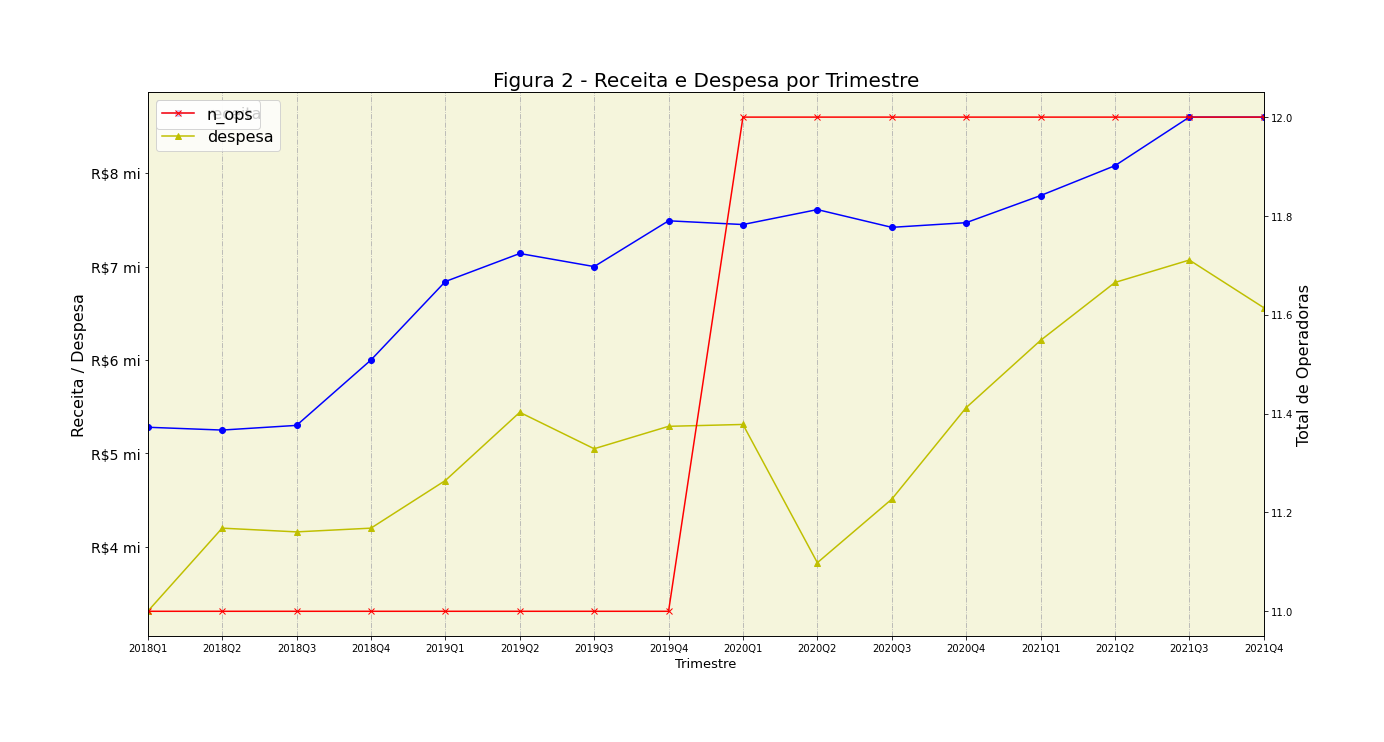 Figura 2 - Receita e Despesa por Trimestre
n_ops
receita
despesa
R$8 mi
R$7 mi
R$6 mi
R$5 mi
R$4 mi
Receita / Despesa
12.0
11.8
11.6
11.4
11.2
11.0
Total de Operadoras
2018Q1 2018Q2 2018Q3 2018Q4 2019Q1 2019Q2 2019Q3 2019Q4 2020Q1 2020Q2 2020Q3 2020Q4 2021Q1 2021Q2 2021Q3 2021Q4
Trimestre